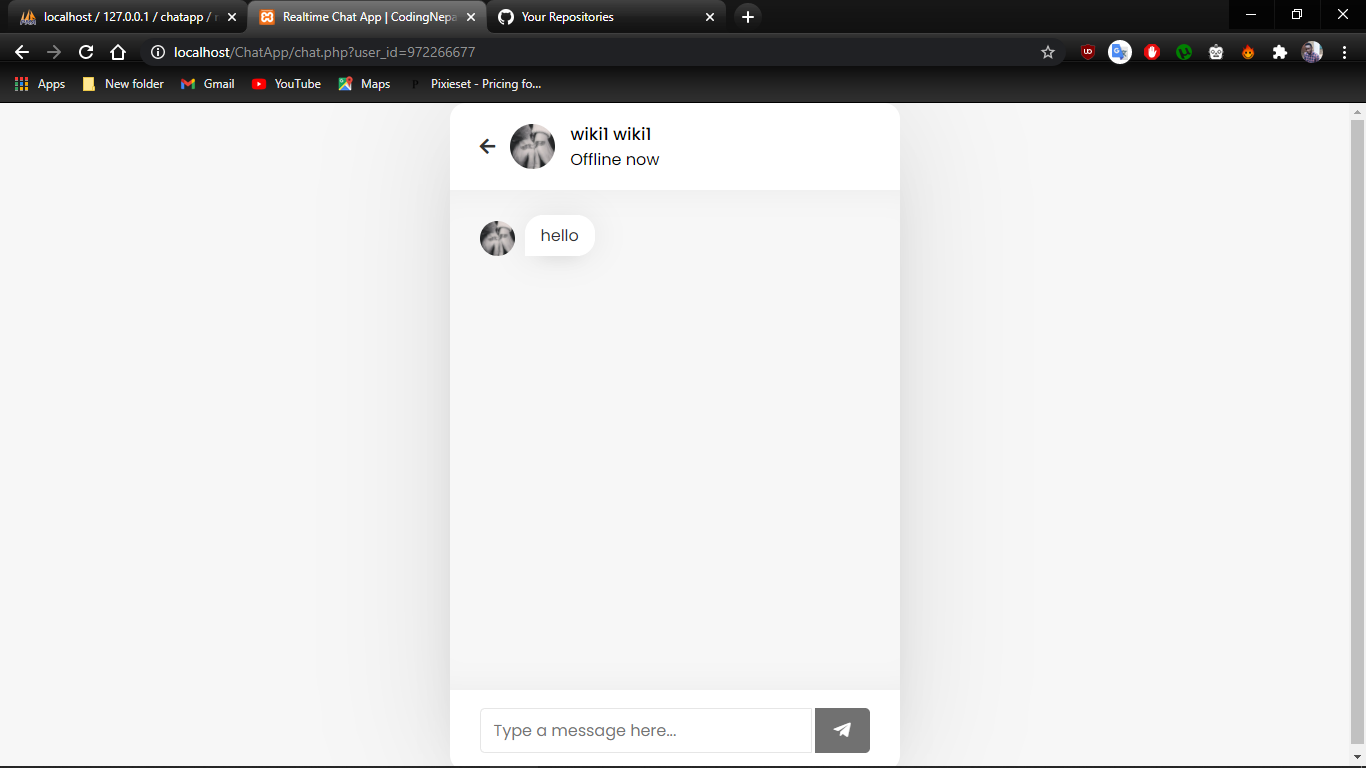 localhost / 127.0.0.1 / chatapp /
Realtime Chat App | CodingNepa
Your Repositories
localhost/ChatApp/chat.php?user_id=972266677
Apps
New folder
Gmail
YouTube
Maps
Pixieset - Pricing fo...
wiki1 wiki1
Offline now
hello
Type a message here...